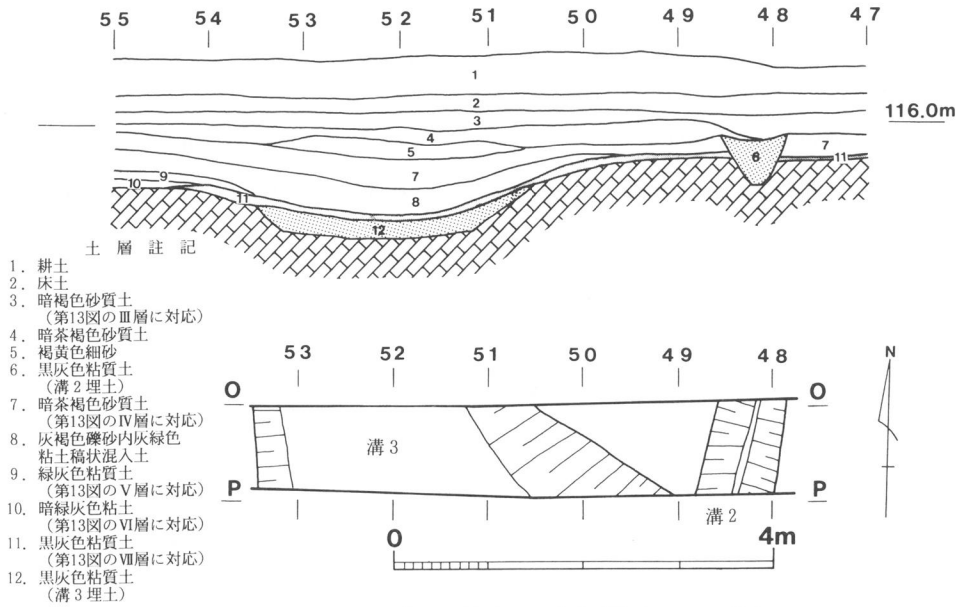 55 54 53 52 51 50 49 48 47
116.0m
1
2
3
4
5
6
7
7
8
9
10
11
11
12
土層註記
1. 耕土
2. 床土
3. 暗褐色砂質土
(第13図のⅢ層に対応)
4. 暗茶褐色砂質土
5. 褐黄色細砂
6. 黒灰色粘質土
(溝2埋土)
7. 暗茶褐色砂質土
(第13図のⅣ層に対応)
8. 灰褐色礫砂内灰緑色
粘土稿状混入土
9. 緑灰色粘質土
(第13図のⅤ層に対応)
10. 暗緑灰色粘土
(第13図のⅥ層に対応)
11. 黒灰色粘質土
(第13図のⅦ層に対応)
12. 黒灰色粘質土
(溝3埋土)
53 52 51 50 49 48
O O
溝3
P P
溝2
0 4m
N